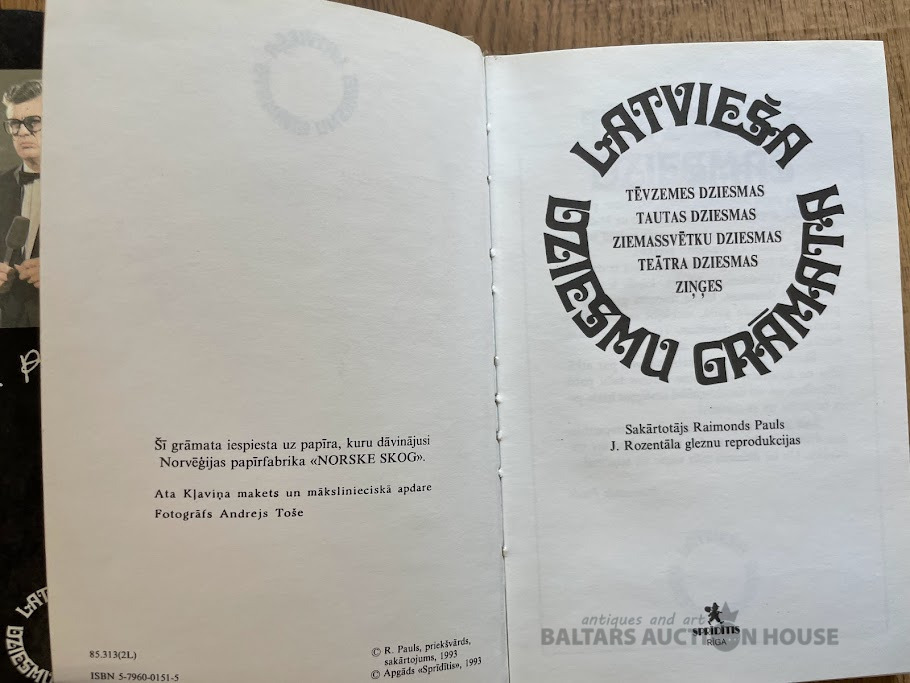 Šī grāmata iespiesta uz papīra, kuru dāvinājusi
Norvēģijas papīrfabrika «NORSKE SKOG».
Ata Kļaviņa makets un mākslinieciskā apdare
Fotogrāfs Andrejs Toše
85.313(2L)
ISBN 5-7960-0151-5
© R. Pauls, priekšvārds,
sakārtojums, 1993
© Apgāds «Sprīdītis», 1993
LATVIEŠA
DZIESMU GRĀMATA
TĒVZEMES DZIESMAS
TAUTAS DZIESMAS
ZIEMASSVĒTKU DZIESMAS
TEĀTRA DZIESMAS
ZIŅĢES
Sakārtotājs Raimonds Pauls
J. Rozentāla gleznu reprodukcijas
SPRĪDĪTIS
RĪGA
antiques and art
BALTARS AUCTION HOUSE